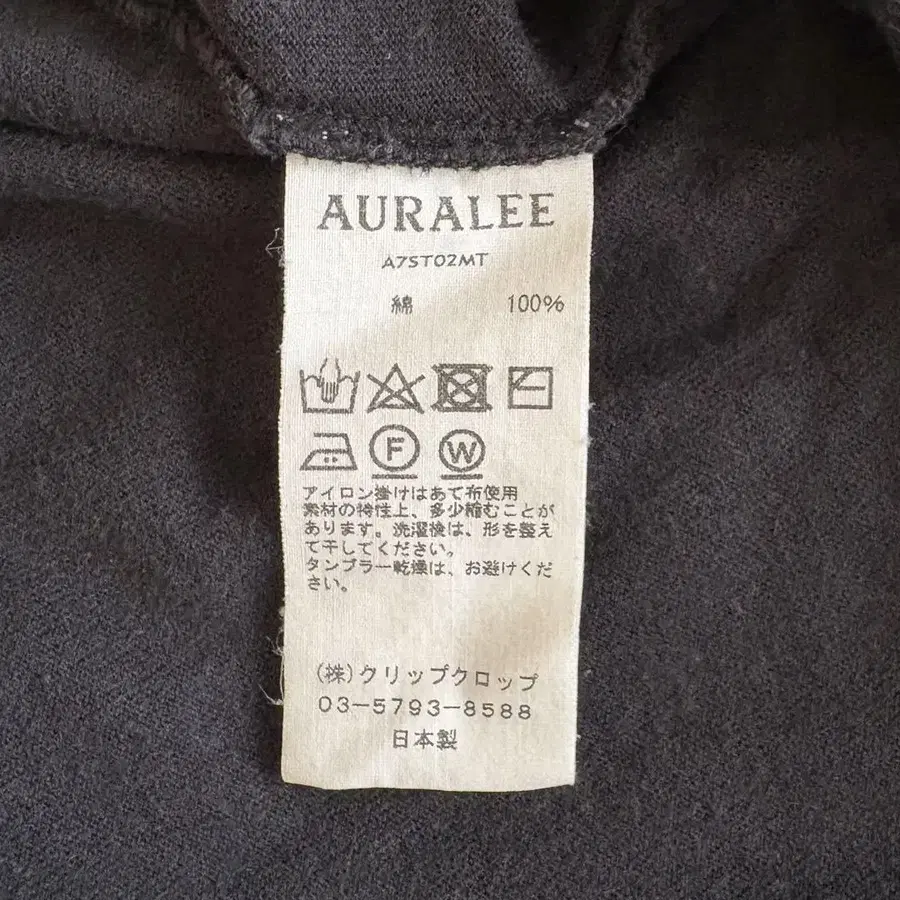 AURALEE
A7ST02MT
綿 100%
F W
アイロン掛けはあて布使用
素材の特性上、多少縮むことが
あります。洗濯後は、形を整え
て干してください。
タンブラー乾燥は、お避けくだ
さい。
(株)クリップクロップ
03-5793-8588
日本製